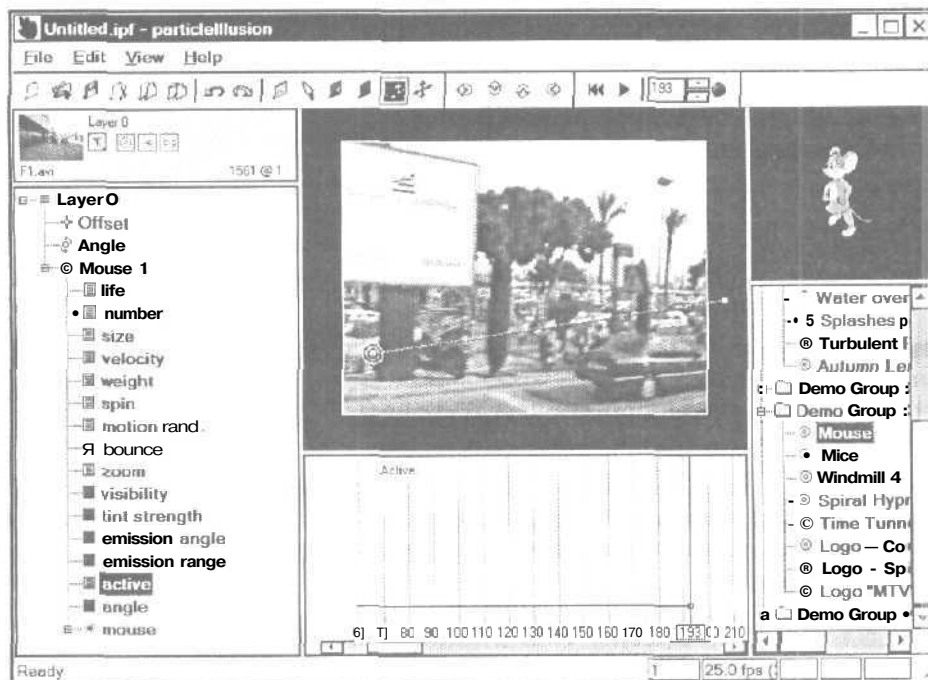 Untitled.ipf - particleIllusion
File Edit View Help
193
Layer 0
F1.avi 1561 @ 1
Layer O
Offset
Angle
© Mouse 1
life
• number
size
velocity
weight
spin
motion rand
Я bounce
zoom
visibility
tint strength
emission angle
emission range
active
angle
mouse
Active
6] T] 80 90 100 110 120 130 140 150 160 170 180 193 0 210
Water over
• 5 Splashes p
® Turbulent
Autumn Le
Demo Group :
Demo Group :
Mouse
• Mice
Windmill 4
Spiral Hypr
© Time Tunne
Logo — Co
® Logo - Sp
© Logo "MTV
a Demo Group •
Ready
1 25.0 fps (